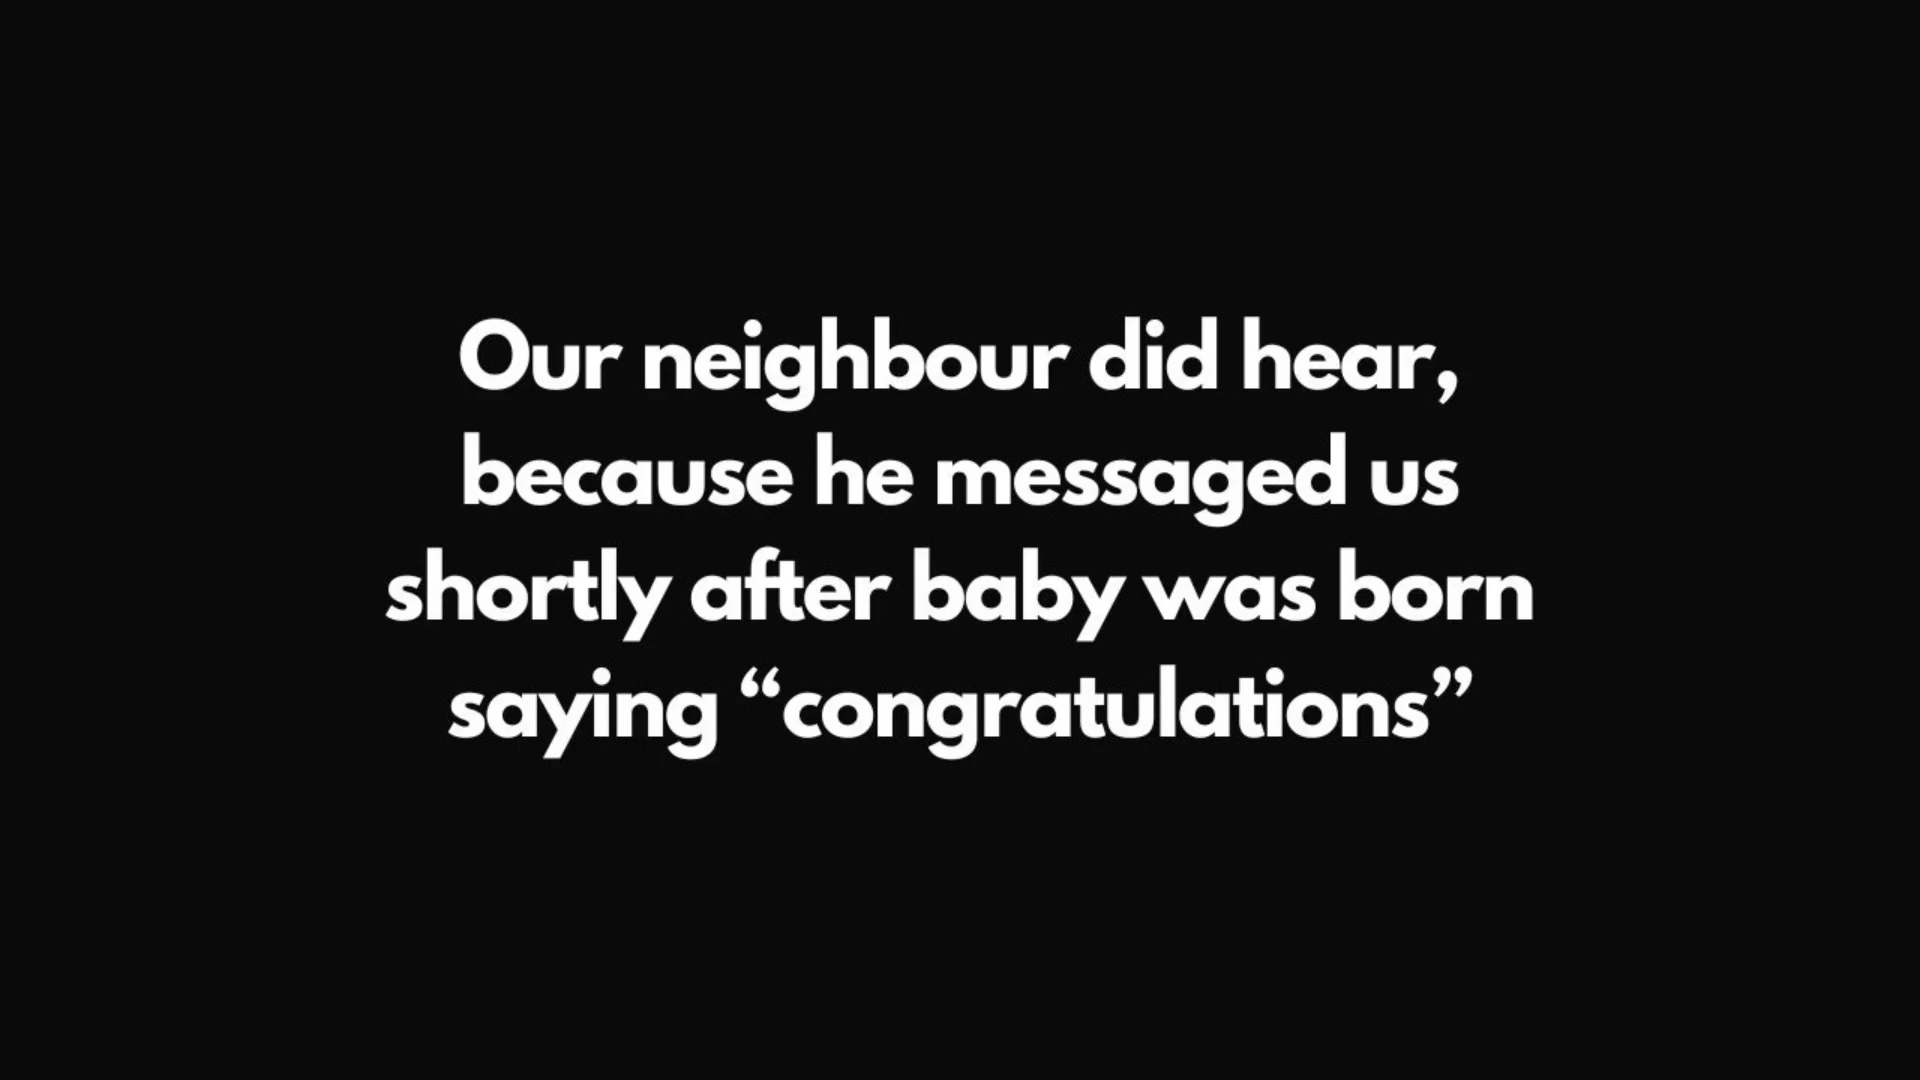 Our neighbour did hear,
because he messaged us
shortly after baby was born
saying “congratulations”